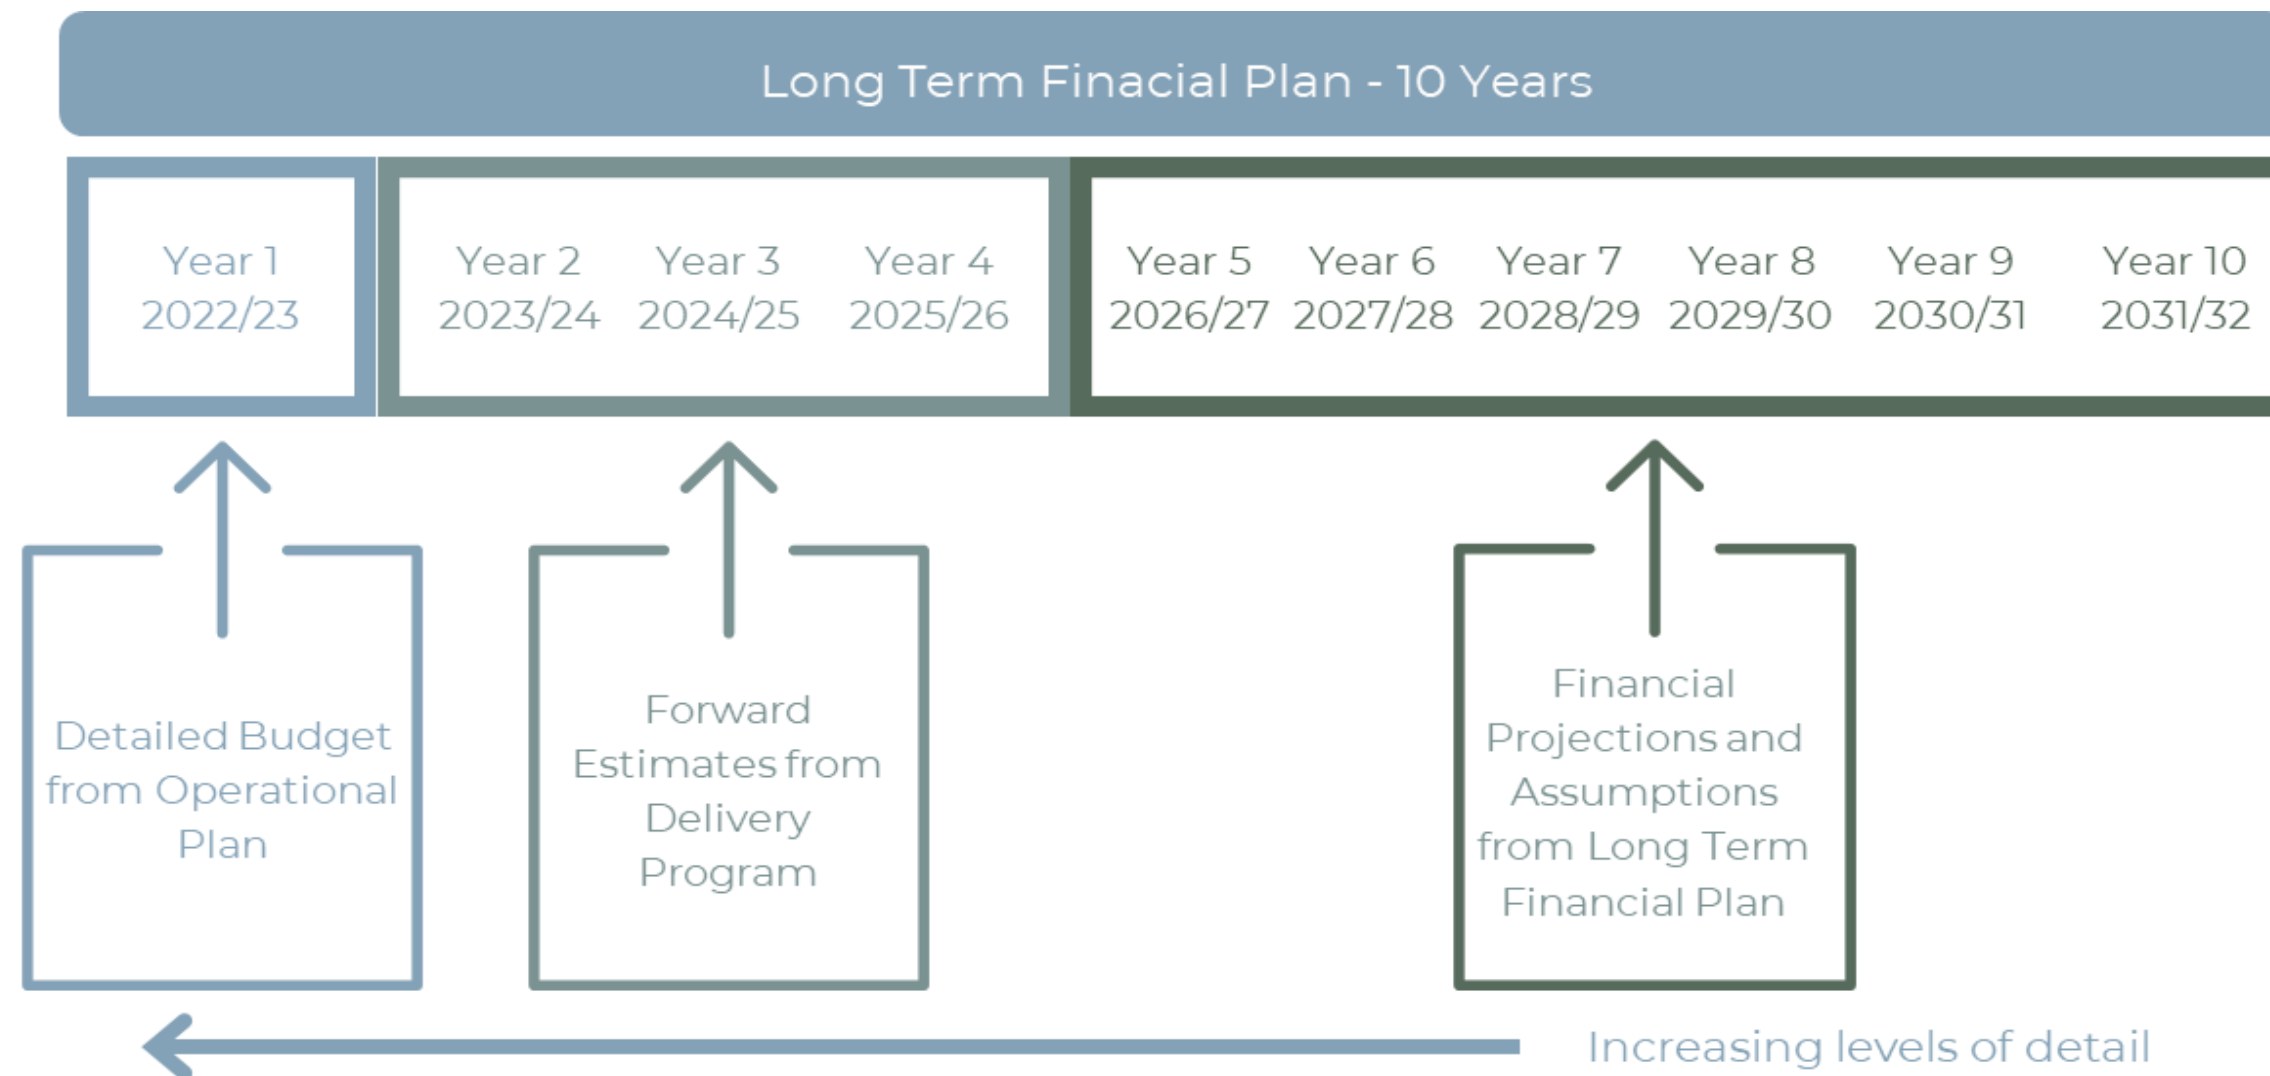 Long Term Finacial Plan - 10 Years
Year 1
2022/23
Year 2
2023/24
Year 3
2024/25
Year 4
2025/26
Year 5
2026/27
Year 6
2027/28
Year 7
2028/29
Year 8
2029/30
Year 9
2030/31
Year 10
2031/32
Detailed Budget
from Operational
Plan
Forward
Estimates from
Delivery
Program
Financial
Projections and
Assumptions
from Long Term
Financial Plan
Increasing levels of detail